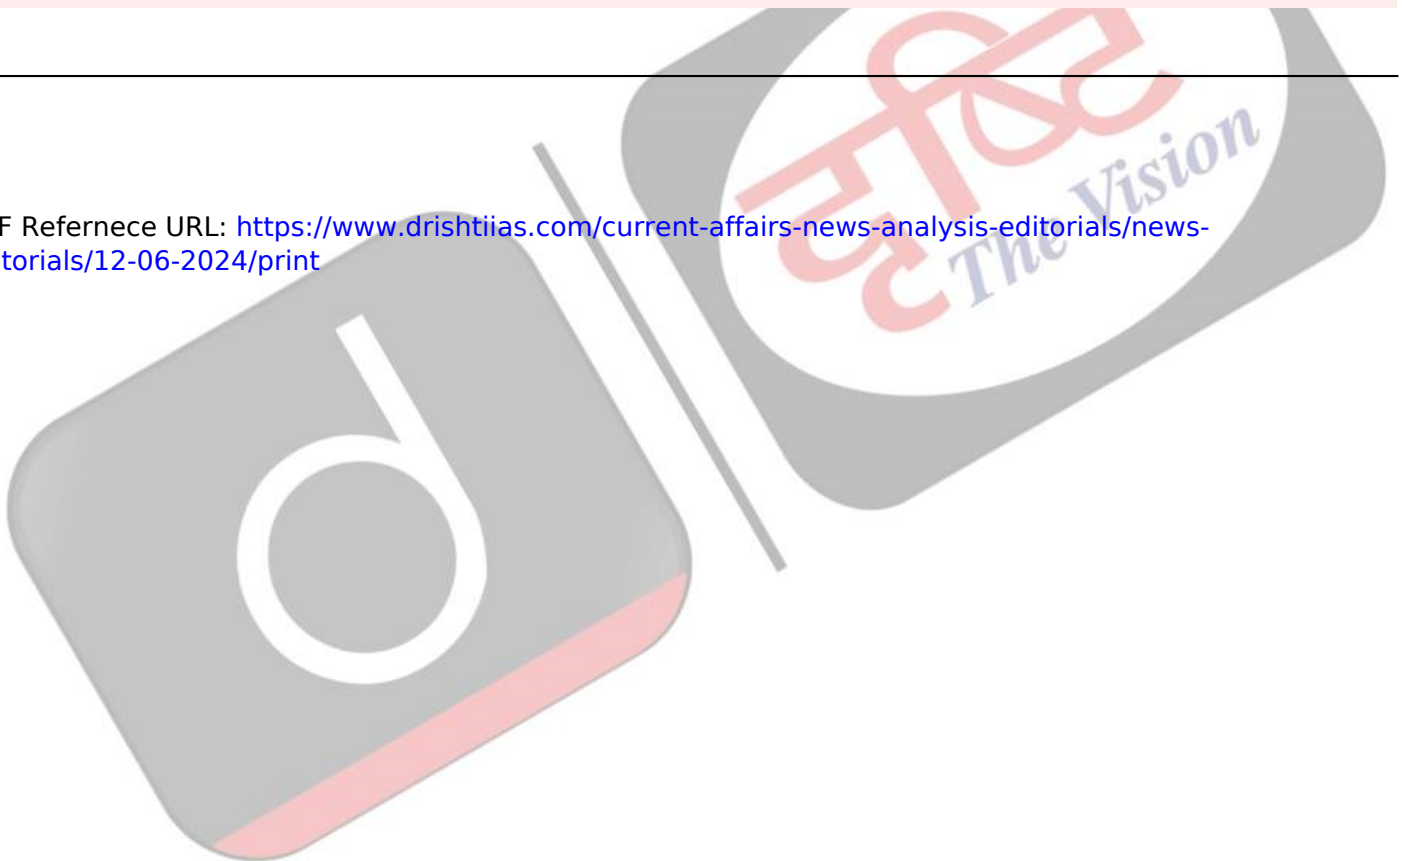 दृष्टि
The Vision
F Refernece URL: https://www.drishtiias.com/current-affairs-news-analysis-editorials/news-
torials/12-06-2024/print
d